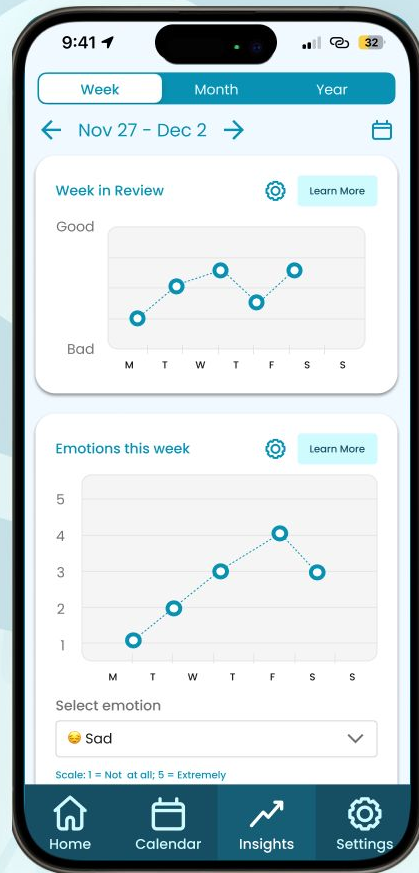 9:41
32
Week Month Year
Nov 27 - Dec 2
Week in Review
Learn More
Good
Bad
M T W T F S S
Emotions this week
Learn More
5
4
3
2
1
M T W T F S S
Select emotion
😔 Sad
Scale: 1 = Not at all; 5 = Extremely
Home Calendar Insights Settings